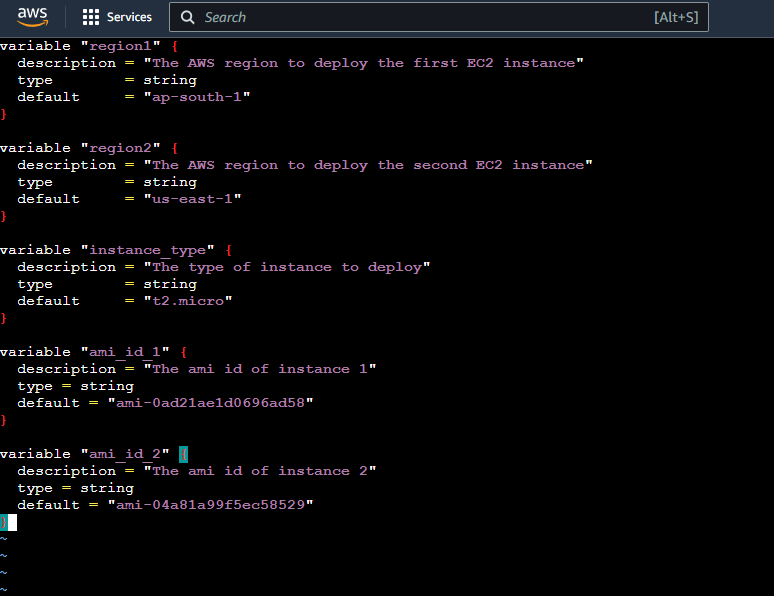 aws Services Search [Alt+S]
variable "region1" {
  description = "The AWS region to deploy the first EC2 instance"
  type        = string
  default     = "ap-south-1"
}

variable "region2" {
  description = "The AWS region to deploy the second EC2 instance"
  type        = string
  default     = "us-east-1"
}

variable "instance_type" {
  description = "The type of instance to deploy"
  type        = string
  default     = "t2.micro"
}

variable "ami_id_1" {
  description = "The ami id of instance 1"
  type = string
  default = "ami-0ad21ae1d0696ad58"
}

variable "ami_id_2" {
  description = "The ami id of instance 2"
  type = string
  default = "ami-04a81a99f5ec58529"
}
~
~
~
~